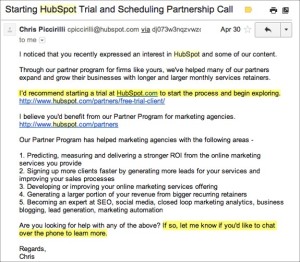 Starting HubSpot Trial and Scheduling Partnership Call
Chris Piccirilli cpiccirilli@hubspot.com via
Apr 30
to me
I noticed that you recently expressed an interest in HubSpot and some of our content.
Through our partner program for firms like yours, we've helped many of our partners
expand and grow their businesses with longer and larger monthly services retainers.
I'd recommend starting a trial at HubSpot.com to start the process and begin exploring.
http://www.hubspot.com/partners/free-trial-client/
I believe you'd benefit from our Partner Program for marketing agencies.
http://www.hubspot.com/partners
Our Partner Program has helped marketing agencies with the following areas -
1. Predicting, measuring and delivering a stronger ROI from the online marketing
services you provide
2. Signing up more clients faster by generating more leads for your services and
improving your sales processes
3. Developing or improving your online marketing services offering
4. Generating a larger portion of your revenue from bigger recurring retainers
5. Becoming an expert at SEO, social media, closed loop marketing analytics, business
blogging, lead generation, marketing automation
Are you looking for help with any of the above? If so, let me know if you'd like to chat
over the phone to learn more.
Regards,
Chris